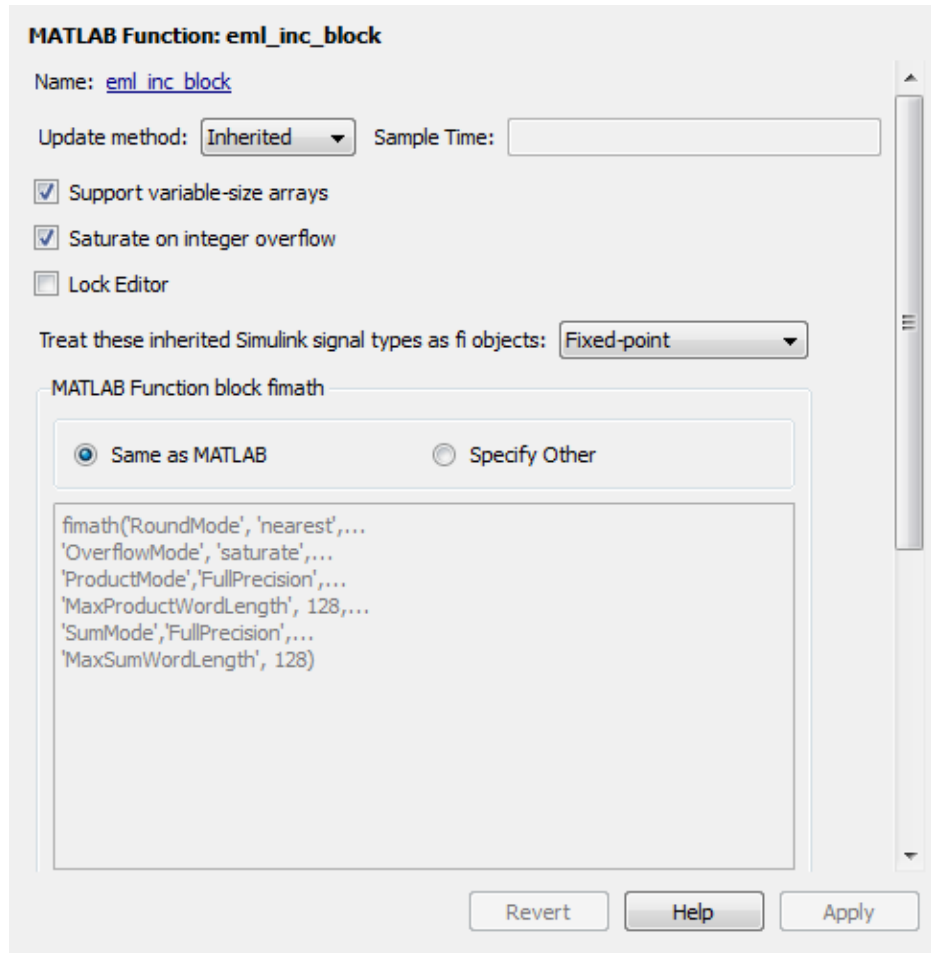 MATLAB Function: eml_inc_block
Name: eml_inc_block
Update method: Inherited Sample Time:
Support variable-size arrays
Saturate on integer overflow
Lock Editor
Treat these inherited Simulink signal types as fi objects: Fixed-point
MATLAB Function block fimath
Same as MATLAB Specify Other
fimath('RoundMode', 'nearest',...
'OverflowMode', 'saturate',...
'ProductMode','FullPrecision',...
'MaxProductWordLength', 128,...
'SumMode','FullPrecision',...
'MaxSumWordLength', 128)
Revert Help Apply